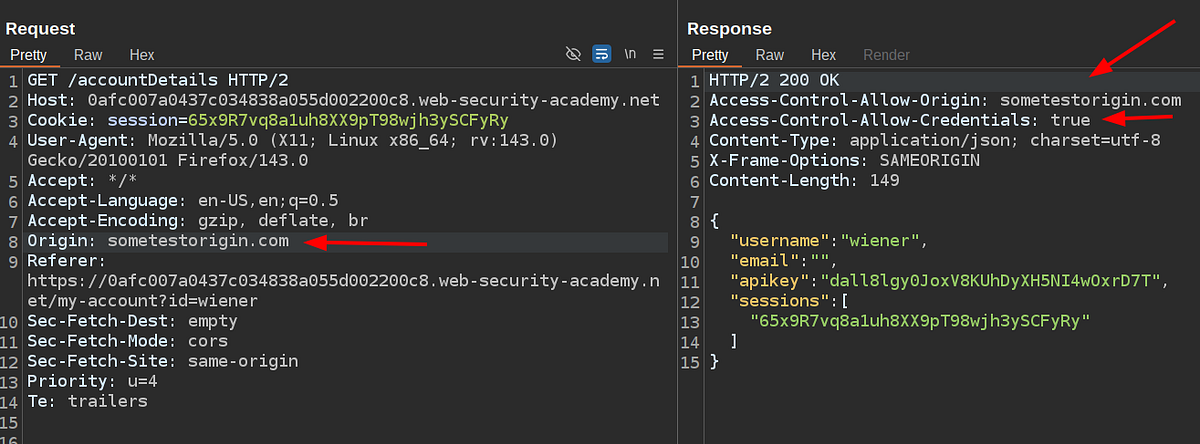 Request
Pretty Raw Hex
\n
1 GET /accountDetails HTTP/2
2 Host: 0afc007a0437c034838a055d002200c8.web-security-academy.net
3 Cookie: session=65x9R7vq8a1uh8XX9pT98wjh3ySCFyRy
4 User-Agent: Mozilla/5.0 (X11; Linux x86_64; rv:143.0)
Gecko/20100101 Firefox/143.0
5 Accept: */*
6 Accept-Language: en-US,en;q=0.5
7 Accept-Encoding: gzip, deflate, br
8 Origin: sometestorigin.com
9 Referer:
https://0afc007a0437c034838a055d002200c8.web-security-academy.n
et/my-account?id=wiener
10 Sec-Fetch-Dest: empty
11 Sec-Fetch-Mode: cors
12 Sec-Fetch-Site: same-origin
13 Priority: u=4
14 Te: trailers
15
16
Response
Pretty Raw Hex Render
1 HTTP/2 200 OK
2 Access-Control-Allow-Origin: sometestorigin.com
3 Access-Control-Allow-Credentials: true
4 Content-Type: application/json; charset=utf-8
5 X-Frame-Options: SAMEORIGIN
6 Content-Length: 149
7
8 {
9 "username":"wiener",
10 "email":"",
11 "apikey":"dall8lgy0JoxV8KUhDyXH5NI4wOxrD7T",
12 "sessions":[
13 "65x9R7vq8a1uh8XX9pT98wjh3ySCFyRy"
14 ]
15 }